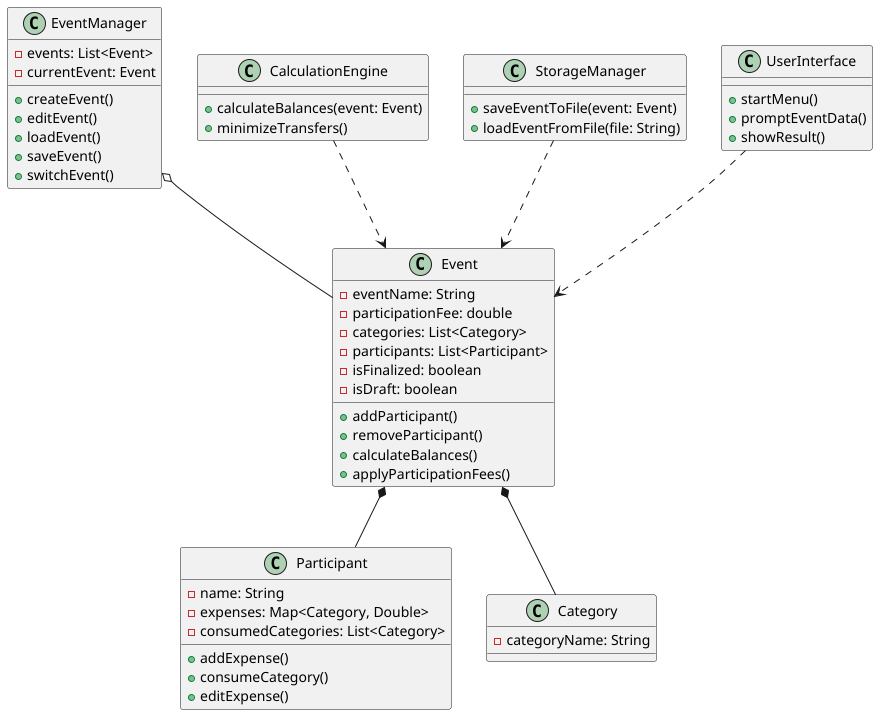 C EventManager
events: List<Event>
currentEvent: Event
createEvent()
editEvent()
loadEvent()
saveEvent()
switchEvent()
C CalculationEngine
calculateBalances(event: Event)
minimizeTransfers()
C StorageManager
saveEventToFile(event: Event)
loadEventFromFile(file: String)
C UserInterface
startMenu()
promptEventData()
showResult()
C Event
eventName: String
participationFee: double
categories: List<Category>
participants: List<Participant>
isFinalized: boolean
isDraft: boolean
addParticipant()
removeParticipant()
calculateBalances()
applyParticipationFees()
C Participant
name: String
expenses: Map<Category, Double>
consumedCategories: List<Category>
addExpense()
consumeCategory()
editExpense()
C Category
categoryName: String